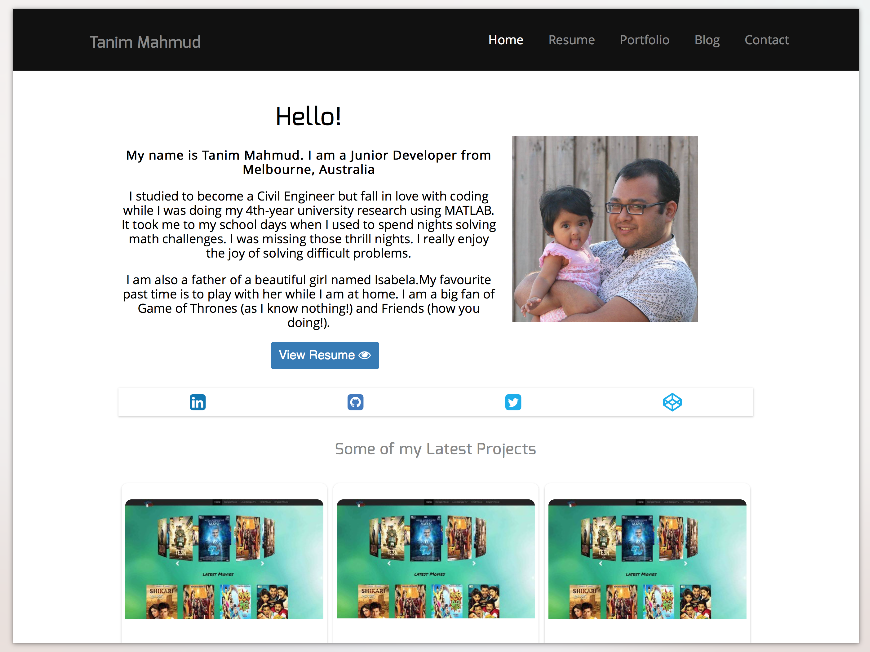 Tanim Mahmud
Home Resume Portfolio Blog Contact
Hello!
My name is Tanim Mahmud. I am a Junior Developer from
Melbourne, Australia
I studied to become a Civil Engineer but fall in love with coding
while I was doing my 4th-year university research using MATLAB.
It took me to my school days when I used to spend nights solving
math challenges. I was missing those thrill nights. I really enjoy
the joy of solving difficult problems.
I am also a father of a beautiful girl named Isabela.My favourite
past time is to play with her while I am at home. I am a big fan of
Game of Thrones (as I know nothing!) and Friends (how you
doing!).
View Resume
in
Some of my Latest Projects
Latest Movies
Latest Movies
Latest Movies
SHIKARI
SHIKARI
SHIKARI